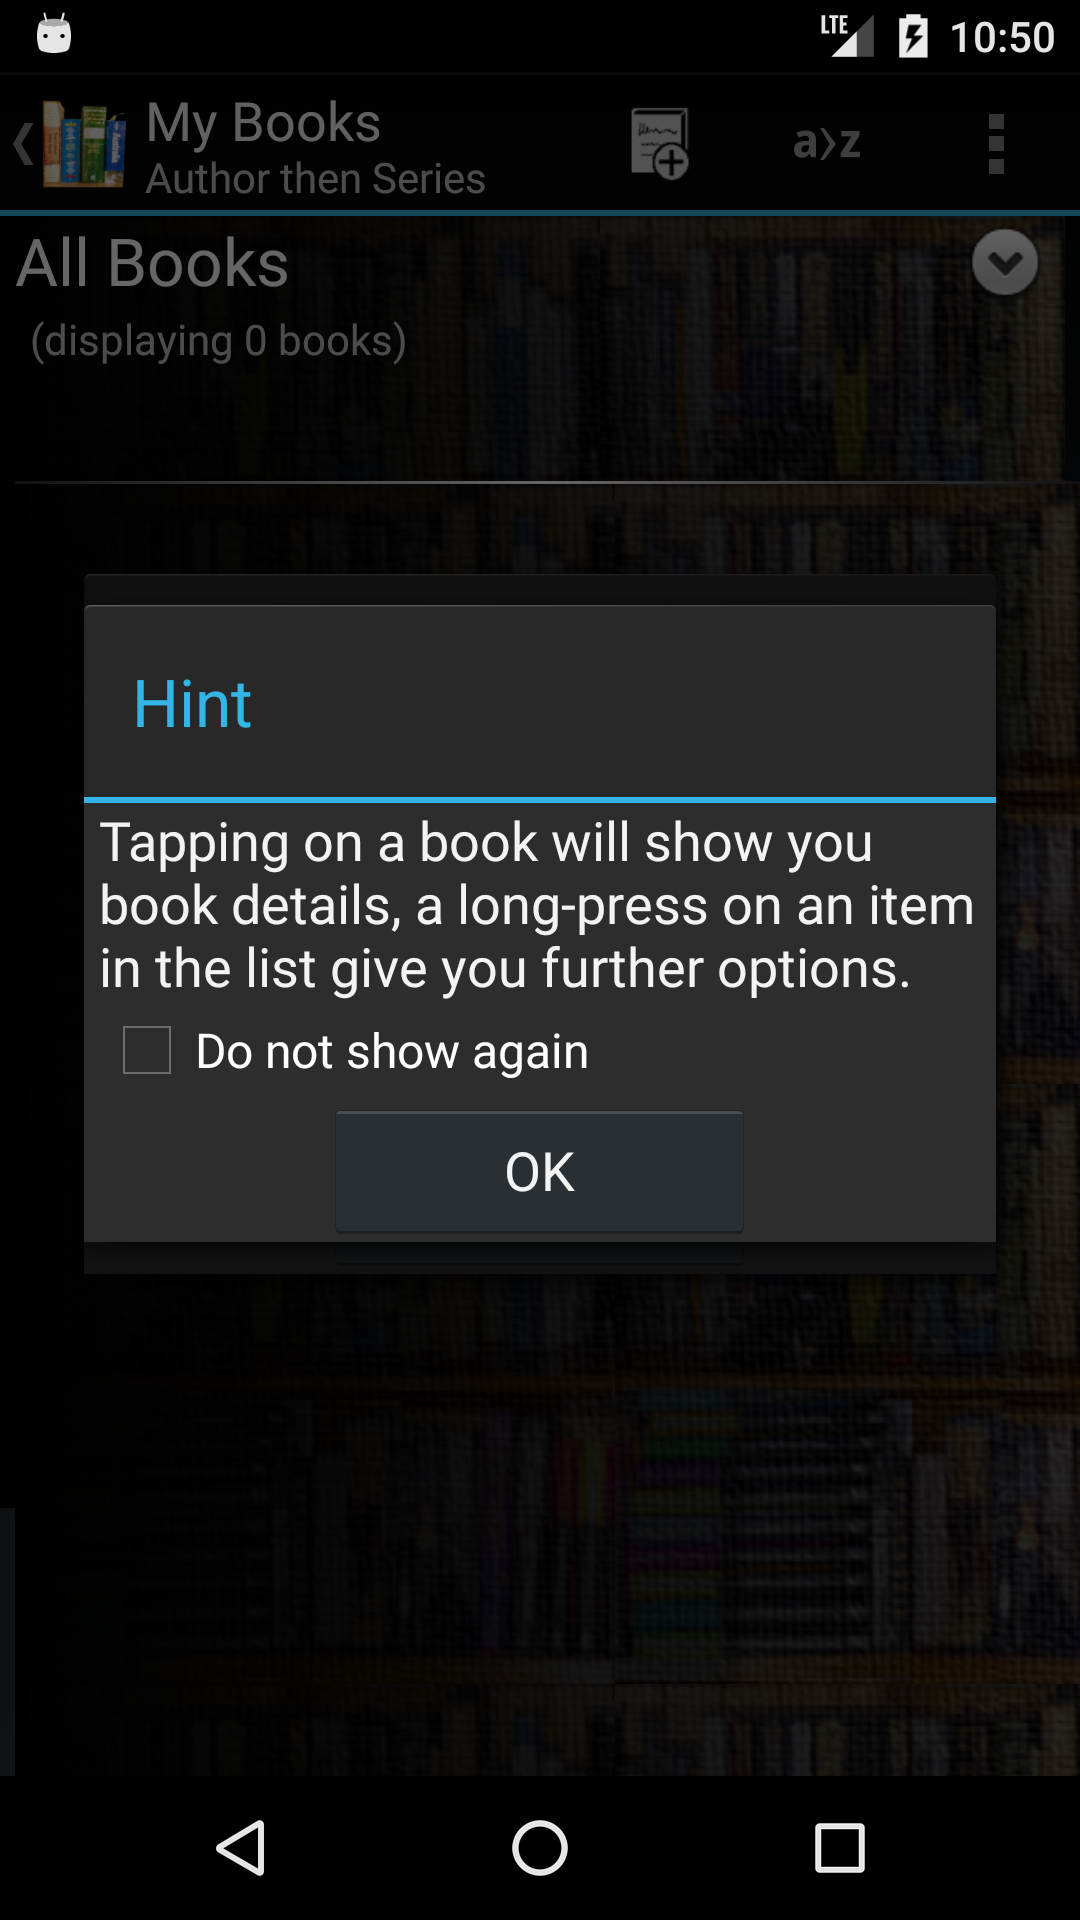 LTE 10:50
My Books
Author then Series
a›z
All Books
(displaying 0 books)
Hint
Tapping on a book will show you
book details, a long-press on an item
in the list give you further options.
Do not show again
OK